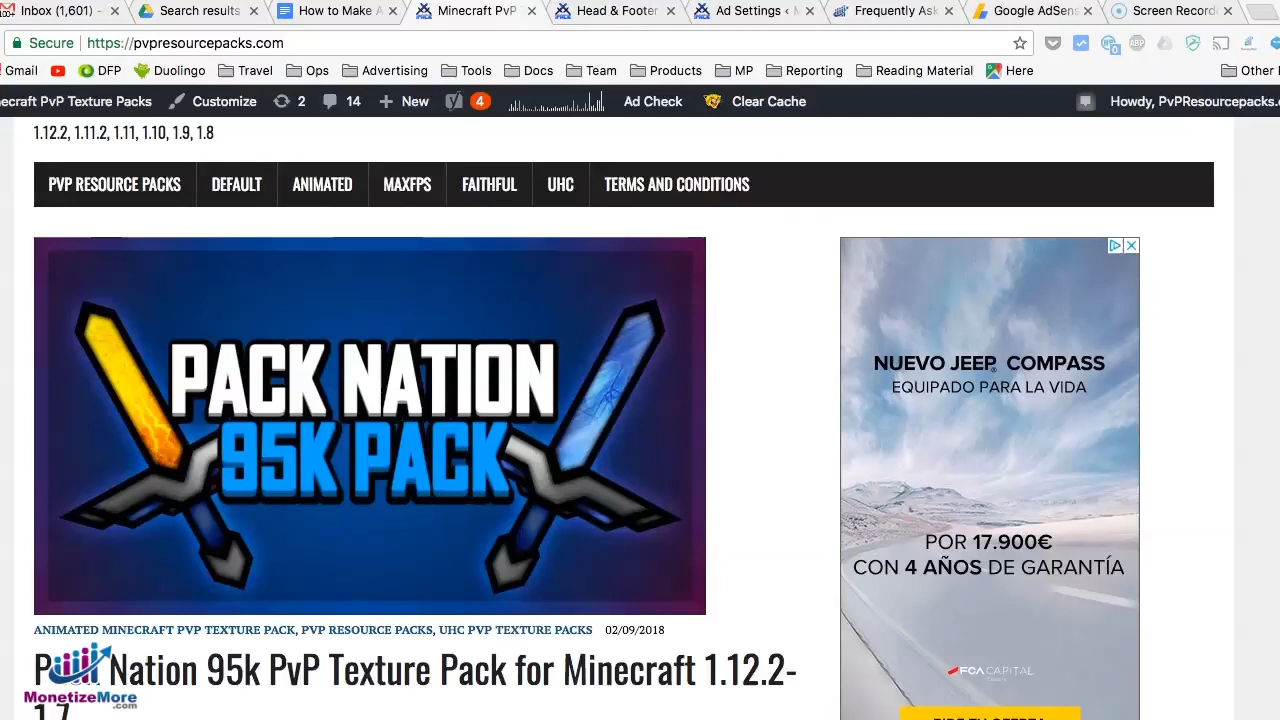 100+
Inbox (1,601)
Search results
How to Make A
Minecraft PvP
Head & Footer
Ad Settings ‹ M
Frequently Ask
Google AdSens
Screen Record
Secure https://pvpresourcepacks.com
Gmail
DFP
Duolingo
Travel
Ops
Advertising
Tools
Docs
Team
Products
MP
Reporting
Reading Material
Here
Other
0
ABP
ecraft PvP Texture Packs
Customize
2
14
New
4
Ad Check
Clear Cache
Howdy, PvPResourcepacks.c
1.12.2, 1.11.2, 1.11, 1.10, 1.9, 1.8
PVP RESOURCE PACKS
DEFAULT
ANIMATED
MAXFPS
FAITHFUL
UHC
TERMS AND CONDITIONS
PACK NATION
95K PACK
NUEVO JEEP® COMPASS
EQUIPADO PARA LA VIDA
POR 17.900€
CON 4 AÑOS DE GARANTÍA
FCA CAPITAL
ANIMATED MINECRAFT PVP TEXTURE PACK, PVP RESOURCE PACKS, UHC PVP TEXTURE PACKS 02/09/2018
Nation 95k PvP Texture Pack for Minecraft 1.12.2-
1.7
MonetizeMore
.com